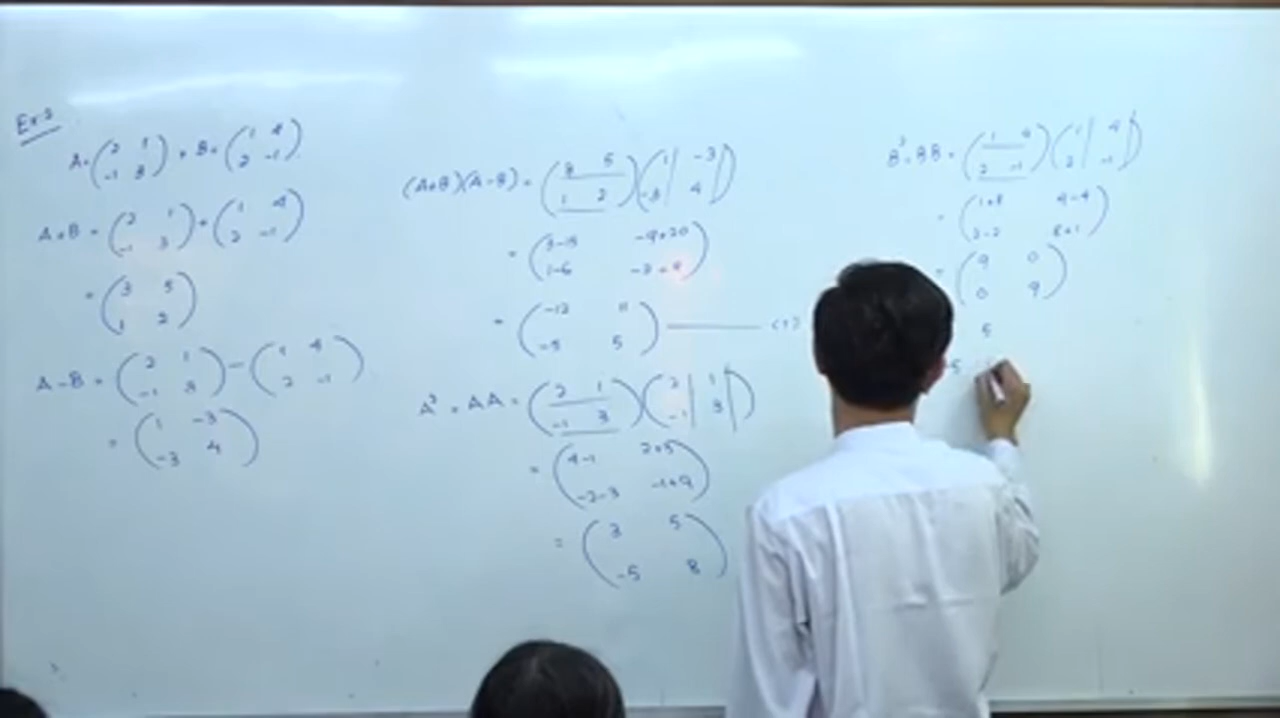 Ex:2
A = ( 2 1 ) , B = ( 1 4 )
-1 3 2 -1
A+B = ( 2 1 ) + ( 1 4 )
-1 3 2 -1
= ( 3 5 )
1 2
A-B = ( 2 1 ) - ( 1 4 )
-1 3 2 -1
= ( 1 -3 )
-3 4
(A+B)(A-B) = ( 3 5 ) ( 1 | -3 | )
1 2 -3 4
= ( 3-15 -9+20 )
1-6
= ( -12 11 ) ——— (1)
-5 5
A² = AA = ( 2 1 ) ( 2 | 1 | )
-1 3 -1 3
= ( 4-1 2+3 )
-2-3 -1+9
= ( 3 5 )
-5 8
B² = BB = ( 1 4 ) ( 1 | 4 | )
2 -1 2 -1
= ( 1+8 4-4 )
2-2 8+1
= ( 9 0 )
0 9
5